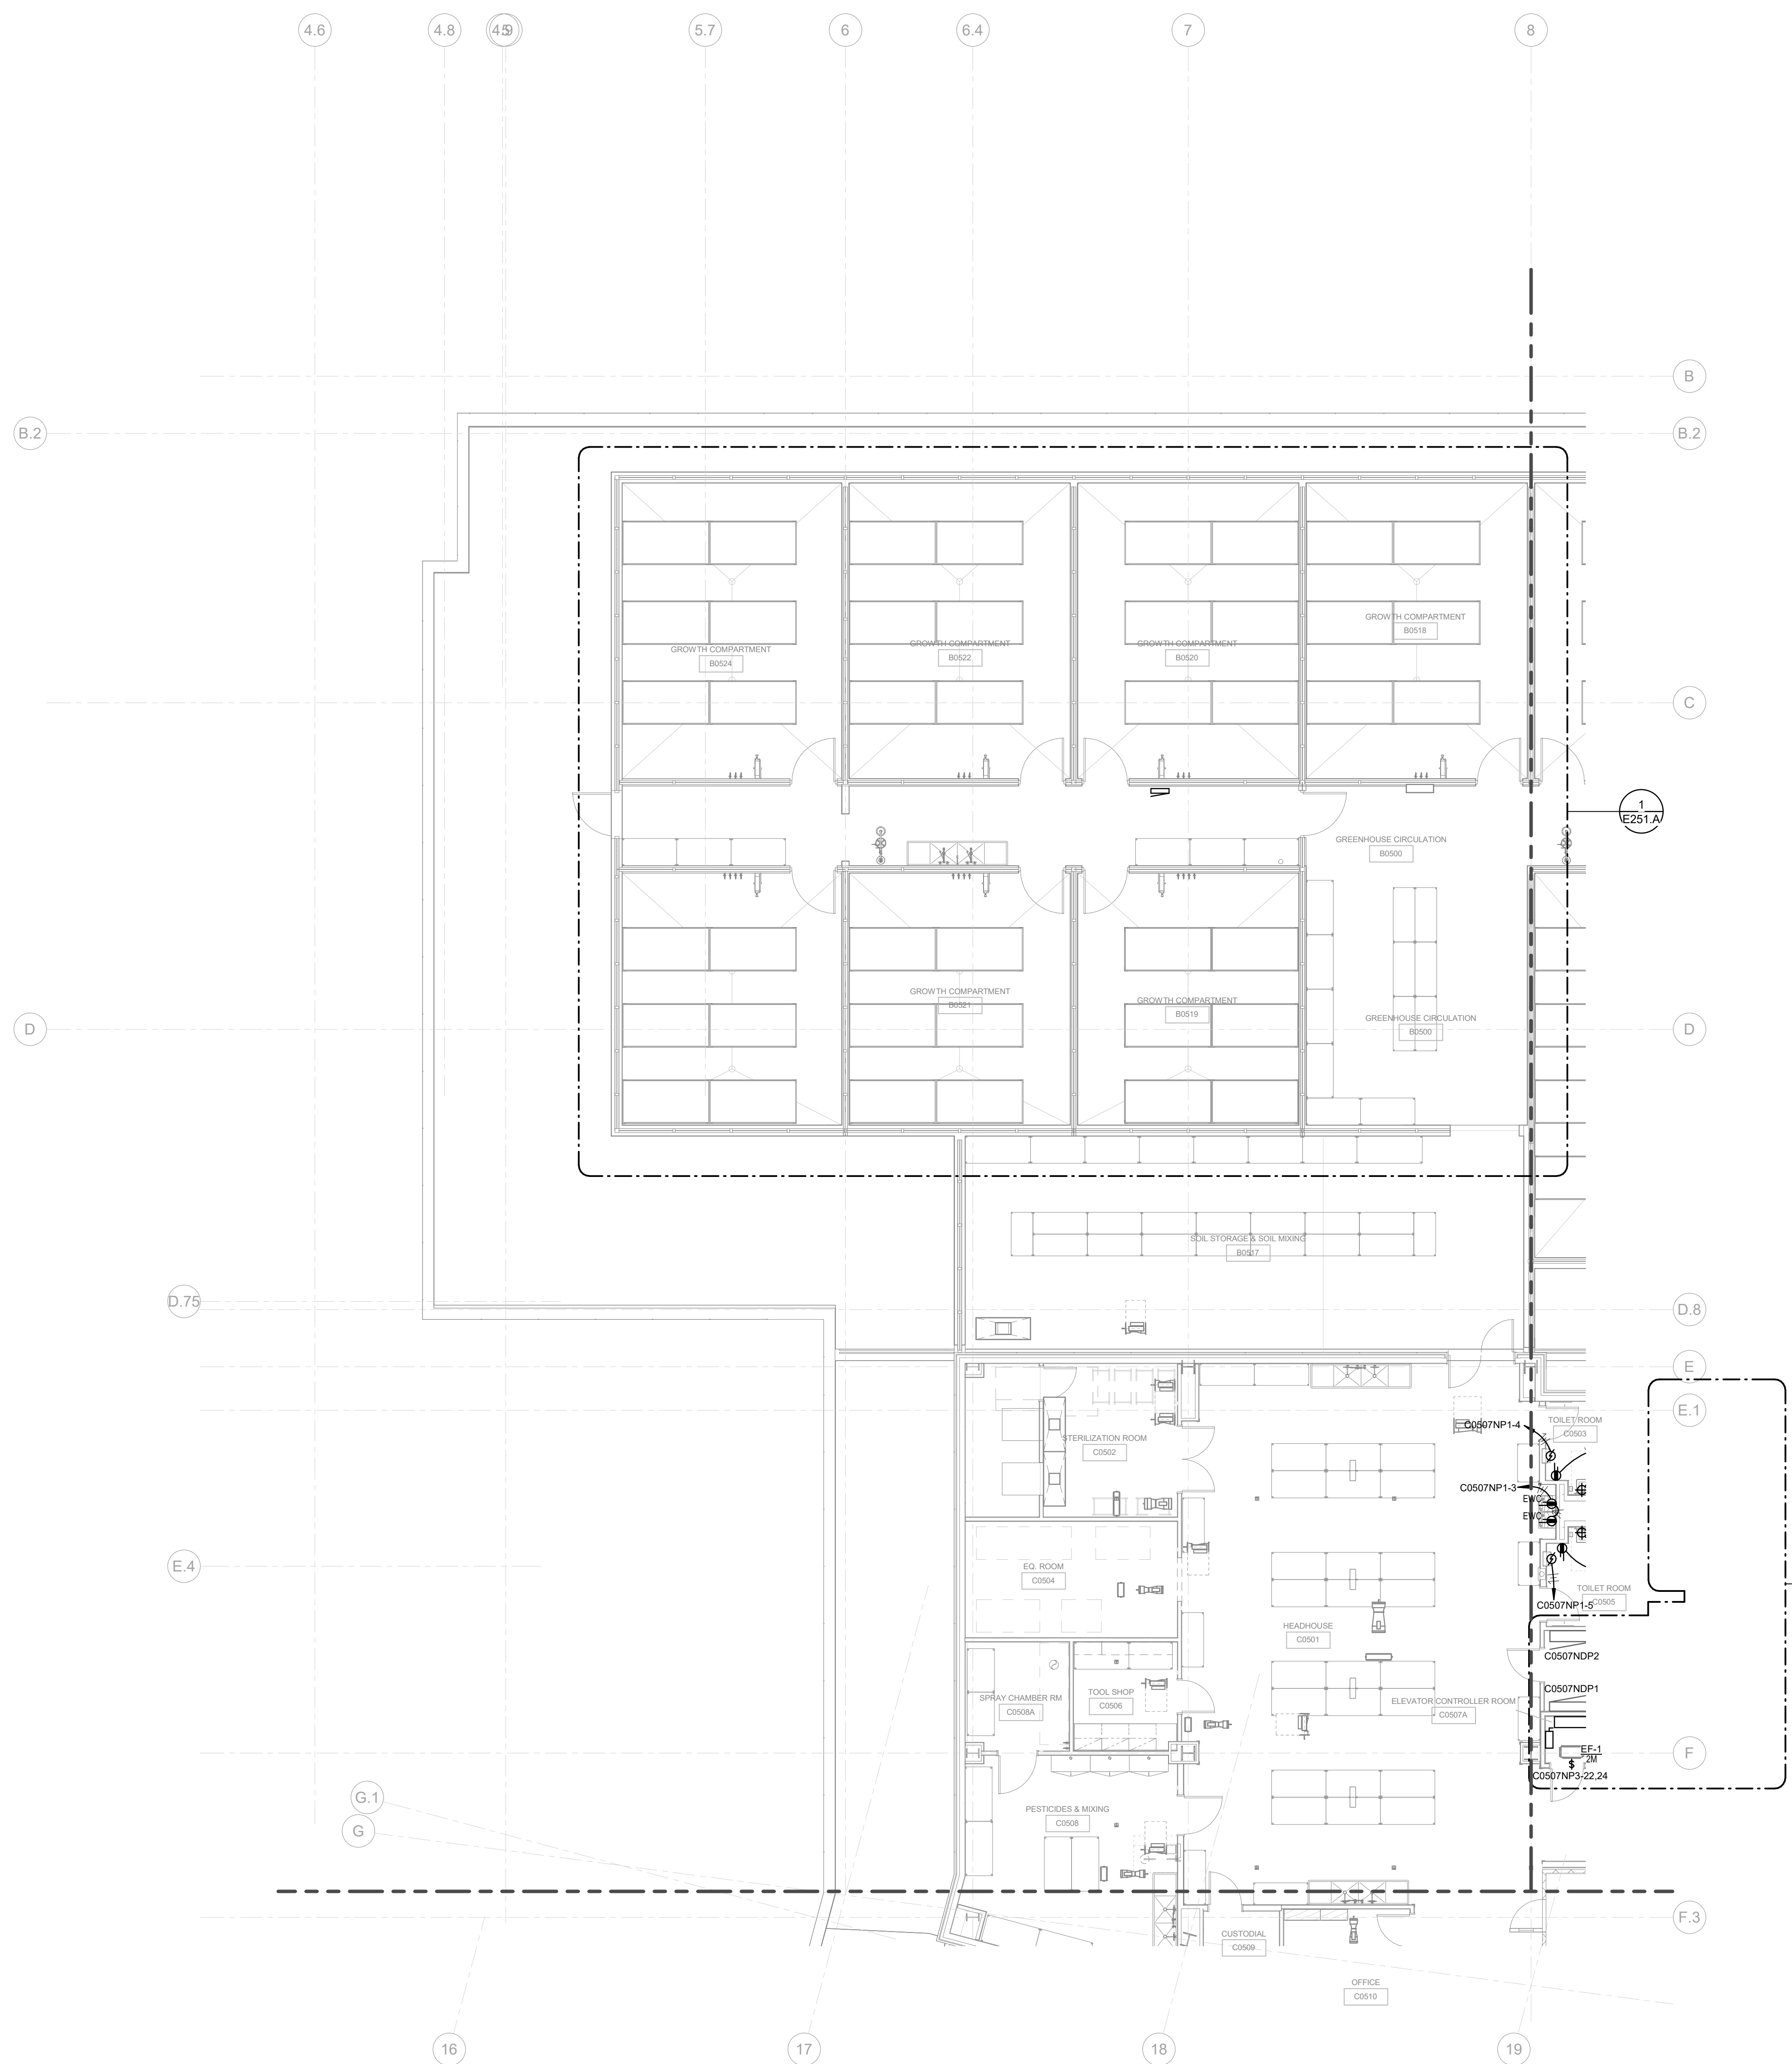 4.6
4.8
4.9
5.7
6
6.4
7
8
B
B.2
B.2
GROWTH COMPARTMENT
B0518
GROWTH COMPARTMENT
B0524
GROWTH COMPARTMENT
B0522
GROWTH COMPARTMENT
B0520
C
1
E251.A
GREENHOUSE CIRCULATION
B0500
GROWTH COMPARTMENT
B0521
GROWTH COMPARTMENT
B0519
GREENHOUSE CIRCULATION
B0500
D
D
SOIL STORAGE & SOIL MIXING
B0517
D.75
D.8
E
E.1
TOILET ROOM
C0503
C0507NP1-4
STERILIZATION ROOM
C0502
C0507NP1-3
EWC
EWC
E.4
EQ. ROOM
C0504
TOILET ROOM
C0505
C0507NP1-5
HEADHOUSE
C0501
C0507NDP2
C0507NDP1
SPRAY CHAMBER RM
C0508A
TOOL SHOP
C0506
ELEVATOR CONTROLLER ROOM
C0507A
EF-1
2M
$
C0507NP3-22,24
F
G.1
G
PESTICIDES & MIXING
C0508
F.3
CUSTODIAL
C0509
OFFICE
C0510
16
17
18
19